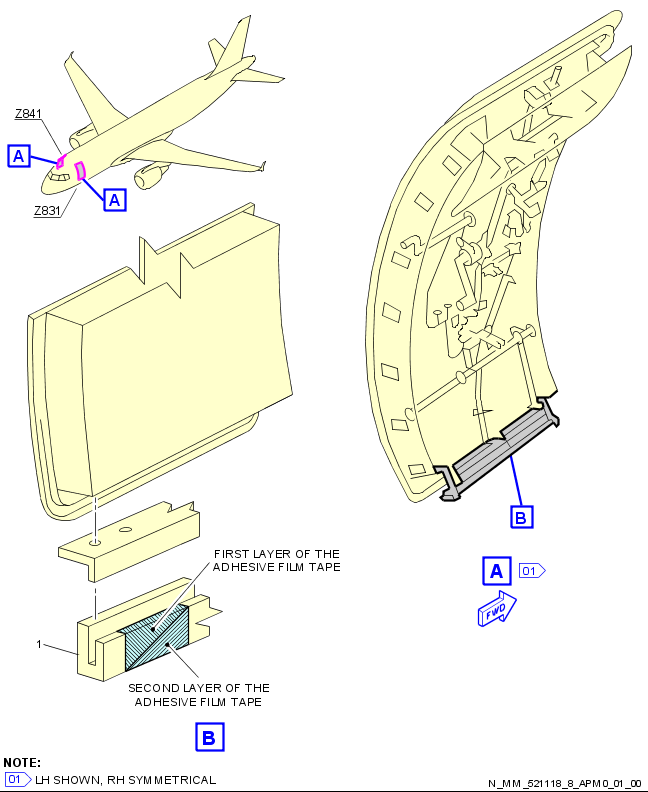 Z841
A
A
Z831
B
A
01
FWD
FIRST LAYER OF THE
ADHESIVE FILM TAPE
1
SECOND LAYER OF THE
ADHESIVE FILM TAPE
B
NOTE:
01 LH SHOWN, RH SYMMETRICAL
N_MM_521118_8_APM0_01_00